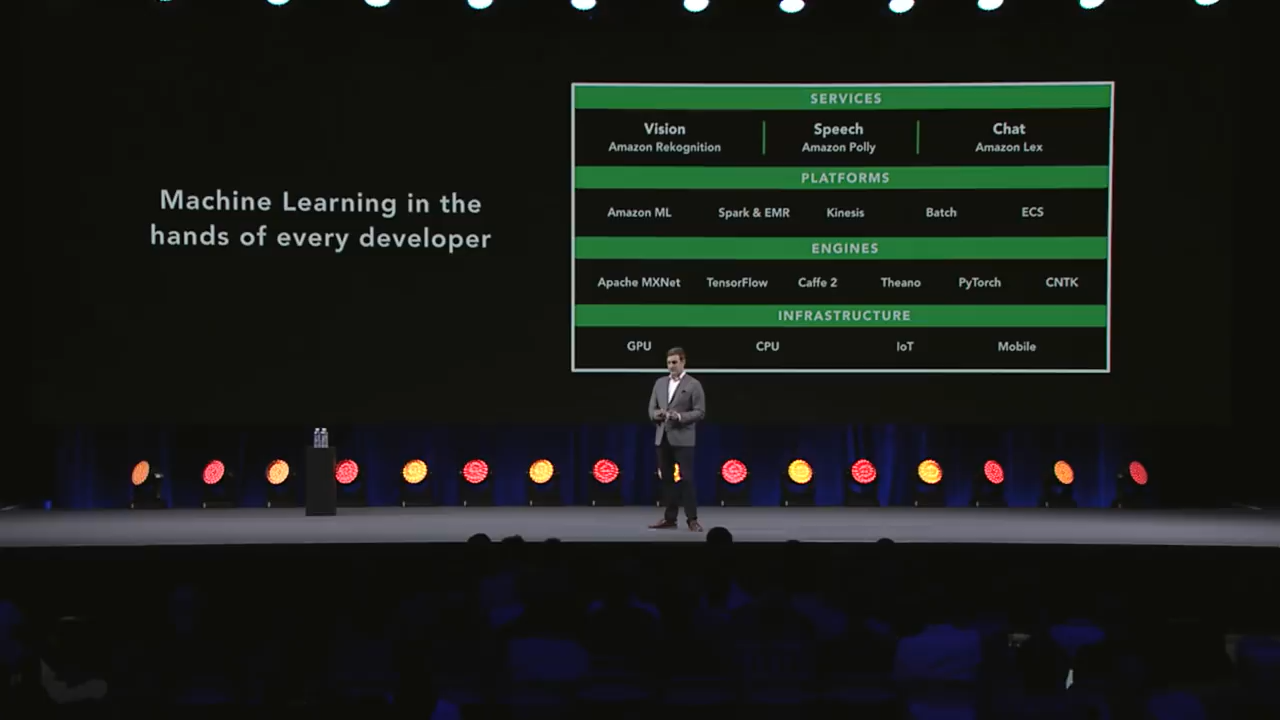 Machine Learning in the
hands of every developer
SERVICES
Vision Speech Chat
Amazon Rekognition Amazon Polly Amazon Lex
PLATFORMS
Amazon ML Spark & EMR Kinesis Batch ECS
ENGINES
Apache MXNet TensorFlow Caffe 2 Theano PyTorch CNTK
INFRASTRUCTURE
GPU CPU IoT Mobile